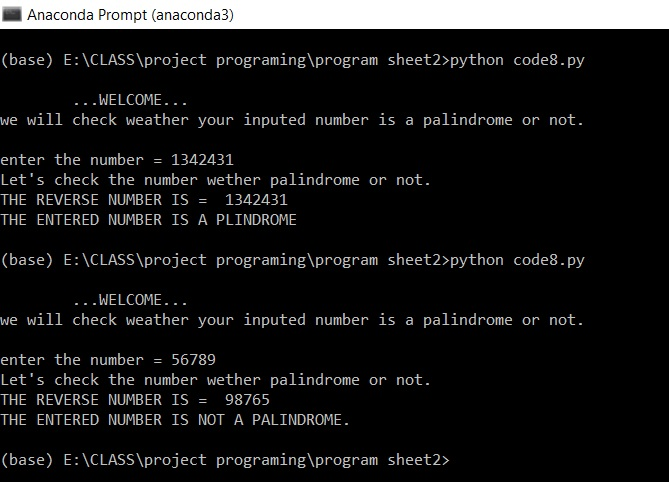 Anaconda Prompt (anaconda3)
(base) E:\CLASS\project programing\program sheet2>python code8.py
...WELCOME...
we will check weather your inputed number is a palindrome or not.
enter the number = 1342431
Let's check the number wether palindrome or not.
THE REVERSE NUMBER IS =  1342431
THE ENTERED NUMBER IS A PLINDROME
(base) E:\CLASS\project programing\program sheet2>python code8.py
...WELCOME...
we will check weather your inputed number is a palindrome or not.
enter the number = 56789
Let's check the number wether palindrome or not.
THE REVERSE NUMBER IS =  98765
THE ENTERED NUMBER IS NOT A PALINDROME.
(base) E:\CLASS\project programing\program sheet2>